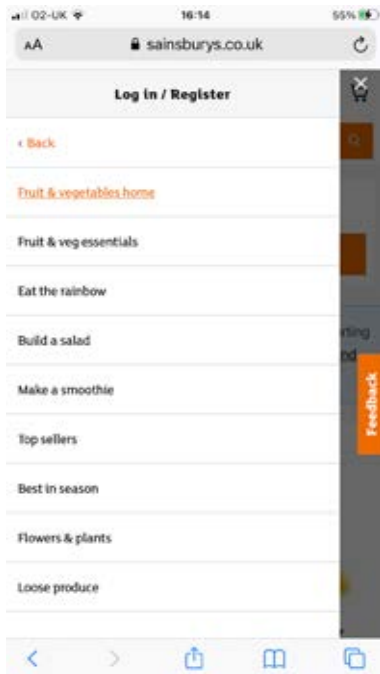 O2-UK 16:14 55%
AA sainsburys.co.uk
Log in / Register
‹ Back
Fruit & vegetables home
Fruit & veg essentials
Eat the rainbow
Build a salad
Make a smoothie
Top sellers
Best in season
Flowers & plants
Loose produce
Feedback